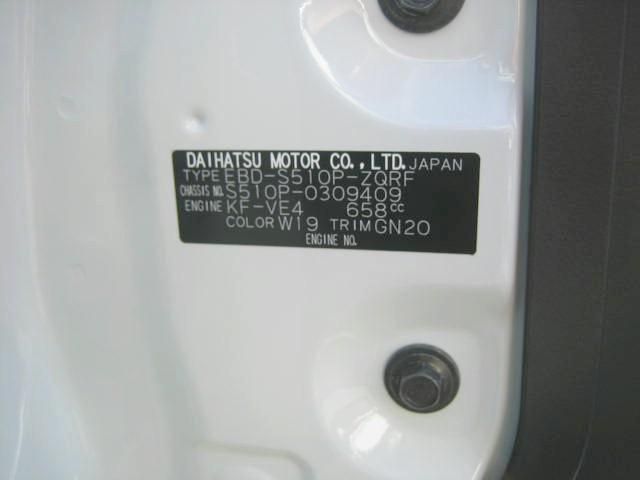 DAIHATSU MOTOR CO.,LTD. JAPAN
TYPE EBD-S510P-ZQRF
CHASSIS NO. S510P-0309409
ENGINE KF-VE4 658cc
COLOR W19 TRIM GN20
ENGINE NO.